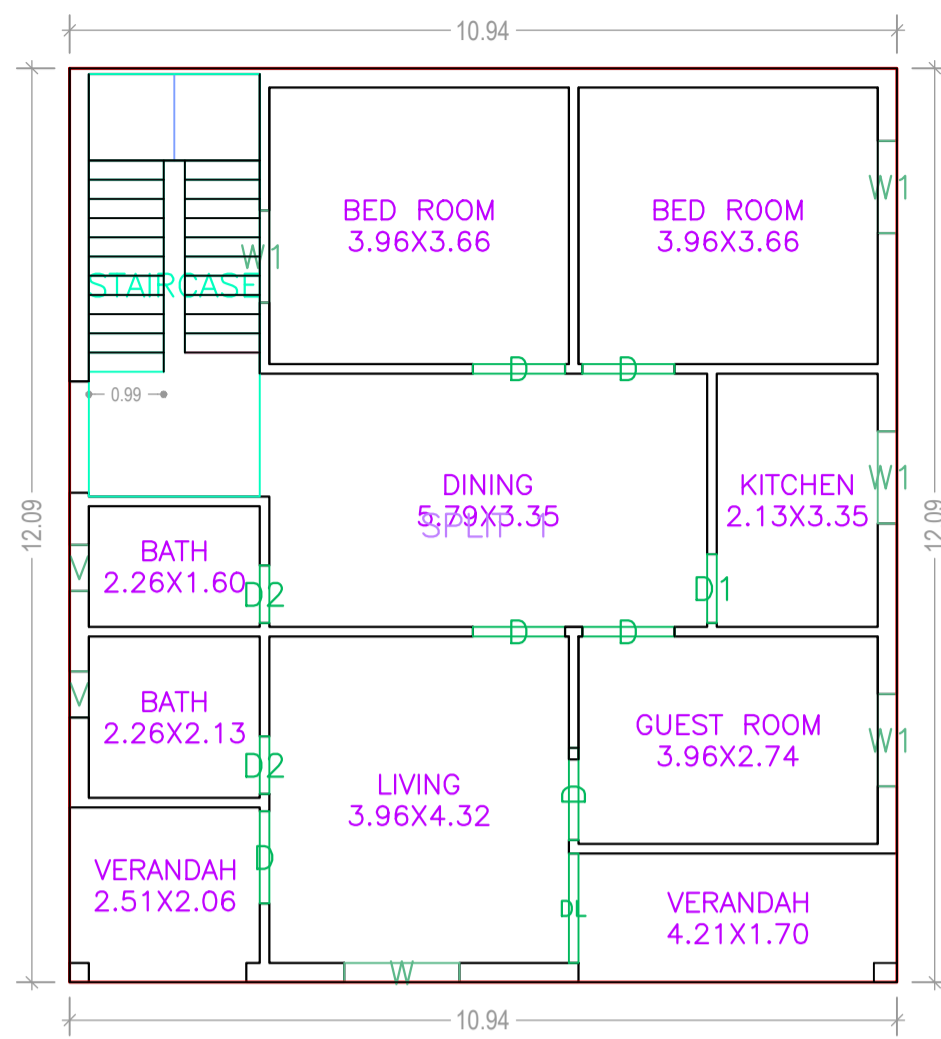 10.94
BED ROOM
3.96X3.66
BED ROOM
3.96X3.66
W1
W1
STAIRCASE
D
D
0.99
12.09
12.09
DINING
5.79X3.35
SPLIT 1
KITCHEN
2.13X3.35
W1
BATH
2.26X1.60
V
D2
D1
D
D
BATH
2.26X2.13
V
D2
GUEST ROOM
3.96X2.74
W1
LIVING
3.96X4.32
D
D
VERANDAH
2.51X2.06
DL
VERANDAH
4.21X1.70
W
10.94